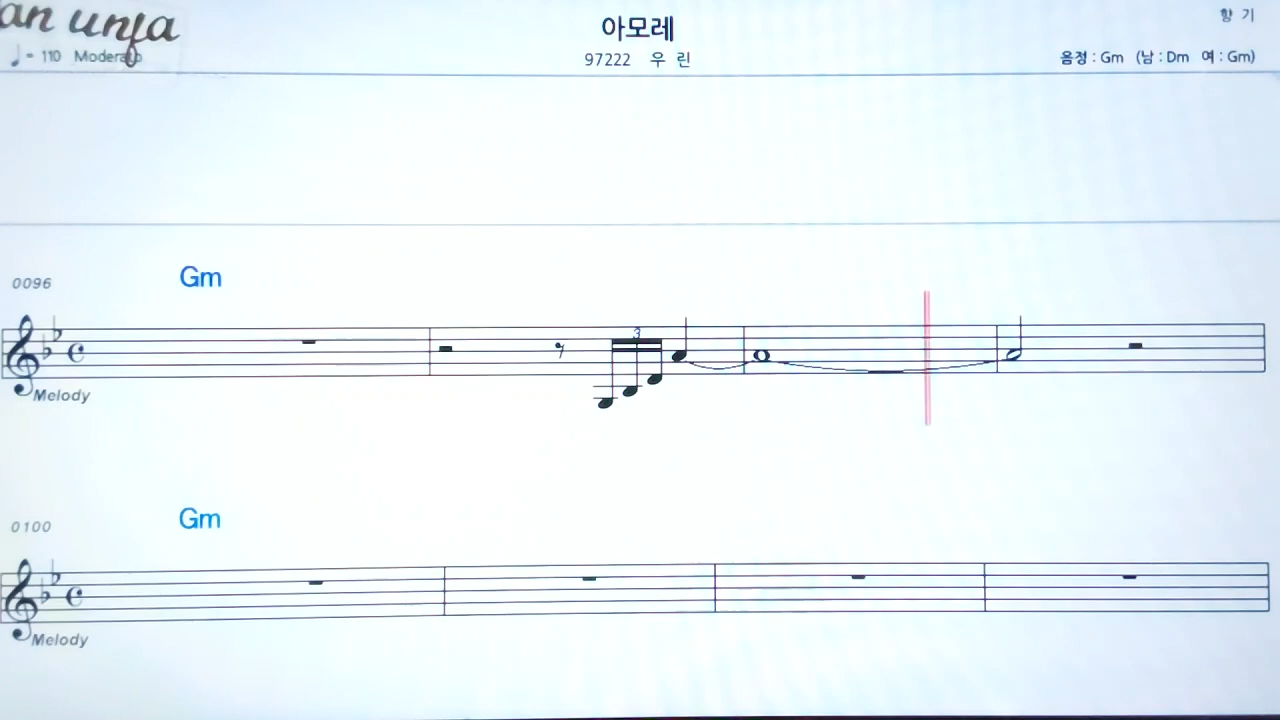 아모레
향 기
♩= 110 Moderato
97222 우 린
음정 : Gm (남 : Dm 여 : Gm)
0096
Gm
3
Melody
0100
Gm
Melody